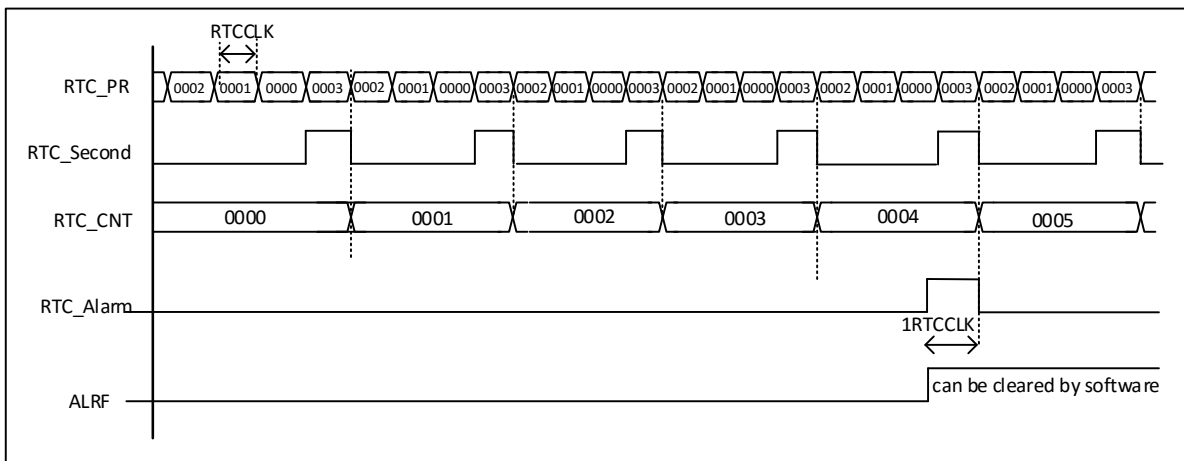 RTCCLK
RTC_PR 0002 0001 0000 0003 0002 0001 0000 0003 0002 0001 0000 0003 0002 0001 0000 0003 0002 0001 0000 0003 0002 0001 0000 0003
RTC_Second
RTC_CNT 0000 0001 0002 0003 0004 0005
RTC_Alarm
1RTCCLK
can be cleared by software
ALRF